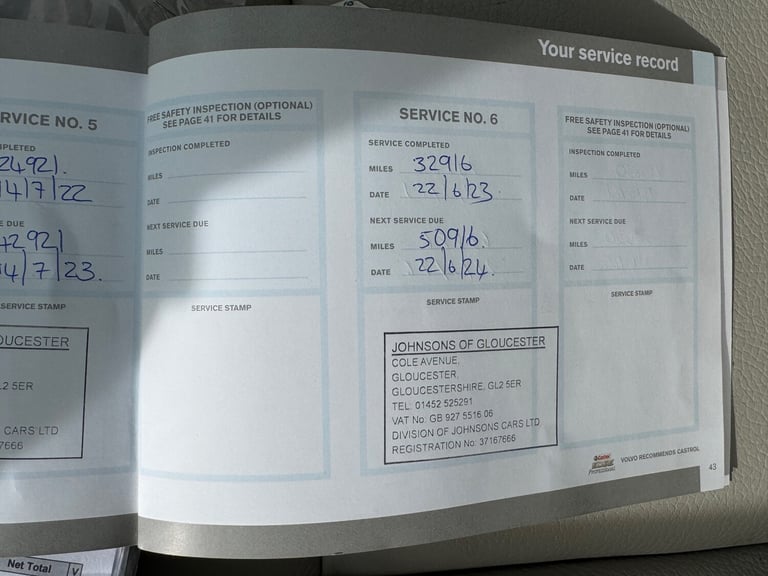 Your service record
RVICE NO. 5
MPLETED
24921.
14/7/22
E DUE
42921
14/7/23.
SERVICE STAMP
OUCESTER
L2 5ER
CARS LTD
7666
FREE SAFETY INSPECTION (OPTIONAL)
SEE PAGE 41 FOR DETAILS
INSPECTION COMPLETED
MILES
DATE
NEXT SERVICE DUE
MILES
DATE
SERVICE STAMP
SERVICE NO. 6
SERVICE COMPLETED
MILES 32916
DATE 22/6/23.
NEXT SERVICE DUE
MILES 50916.
DATE 22/6/24.
SERVICE STAMP
JOHNSONS OF GLOUCESTER
COLE AVENUE,
GLOUCESTER,
GLOUCESTERSHIRE, GL2 5ER
TEL: 01452 525291
VAT No: GB 927 5516 06
DIVISION OF JOHNSONS CARS LTD
REGISTRATION No: 37167666
FREE SAFETY INSPECTION (OPTIONAL)
SEE PAGE 41 FOR DETAILS
INSPECTION COMPLETED
MILES
DATE
NEXT SERVICE DUE
MILES
DATE
SERVICE STAMP
Castrol
EDGE
PROFESSIONAL
VOLVO RECOMMENDS CASTROL
43
Net Total